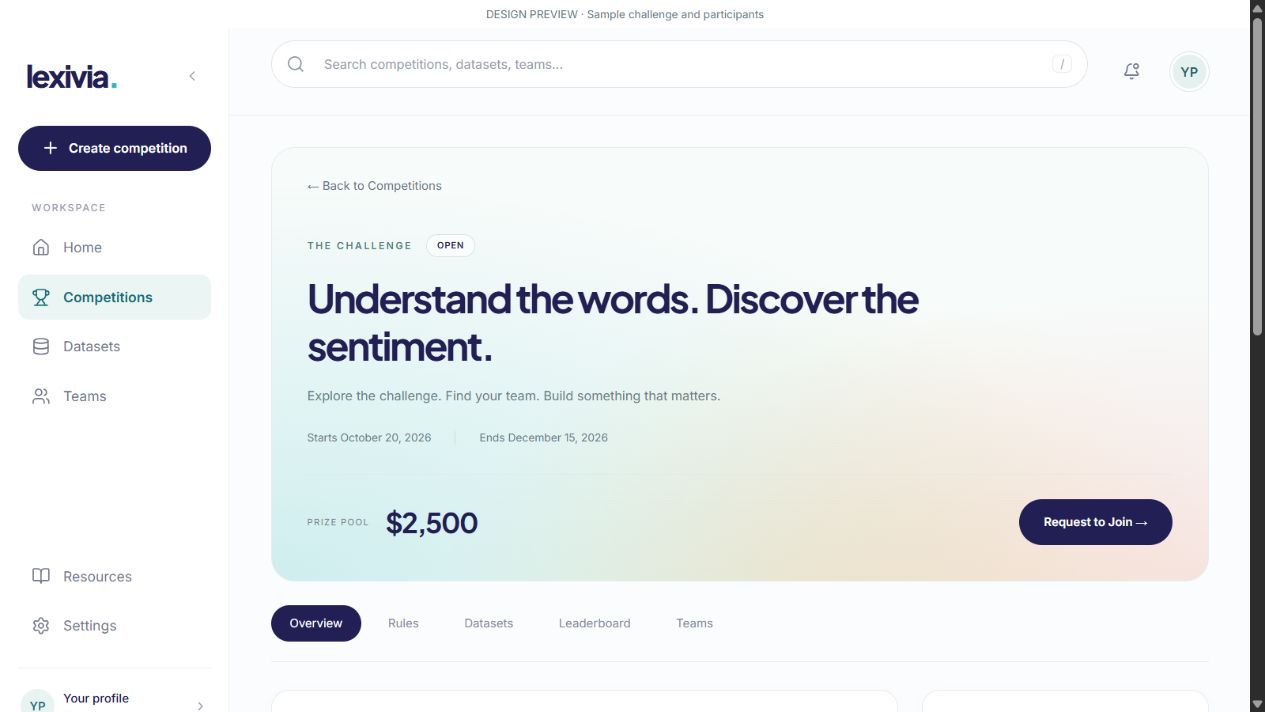 DESIGN PREVIEW · Sample challenge and participants
lexivia.
Search competitions, datasets, teams...
/
YP
Create competition
WORKSPACE
Home
Competitions
Datasets
Teams
Resources
Settings
YP
Your profile
← Back to Competitions
THE CHALLENGE
OPEN
Understand the words. Discover the
sentiment.
Explore the challenge. Find your team. Build something that matters.
Starts October 20, 2026
Ends December 15, 2026
PRIZE POOL
$2,500
Request to Join →
Overview
Rules
Datasets
Leaderboard
Teams